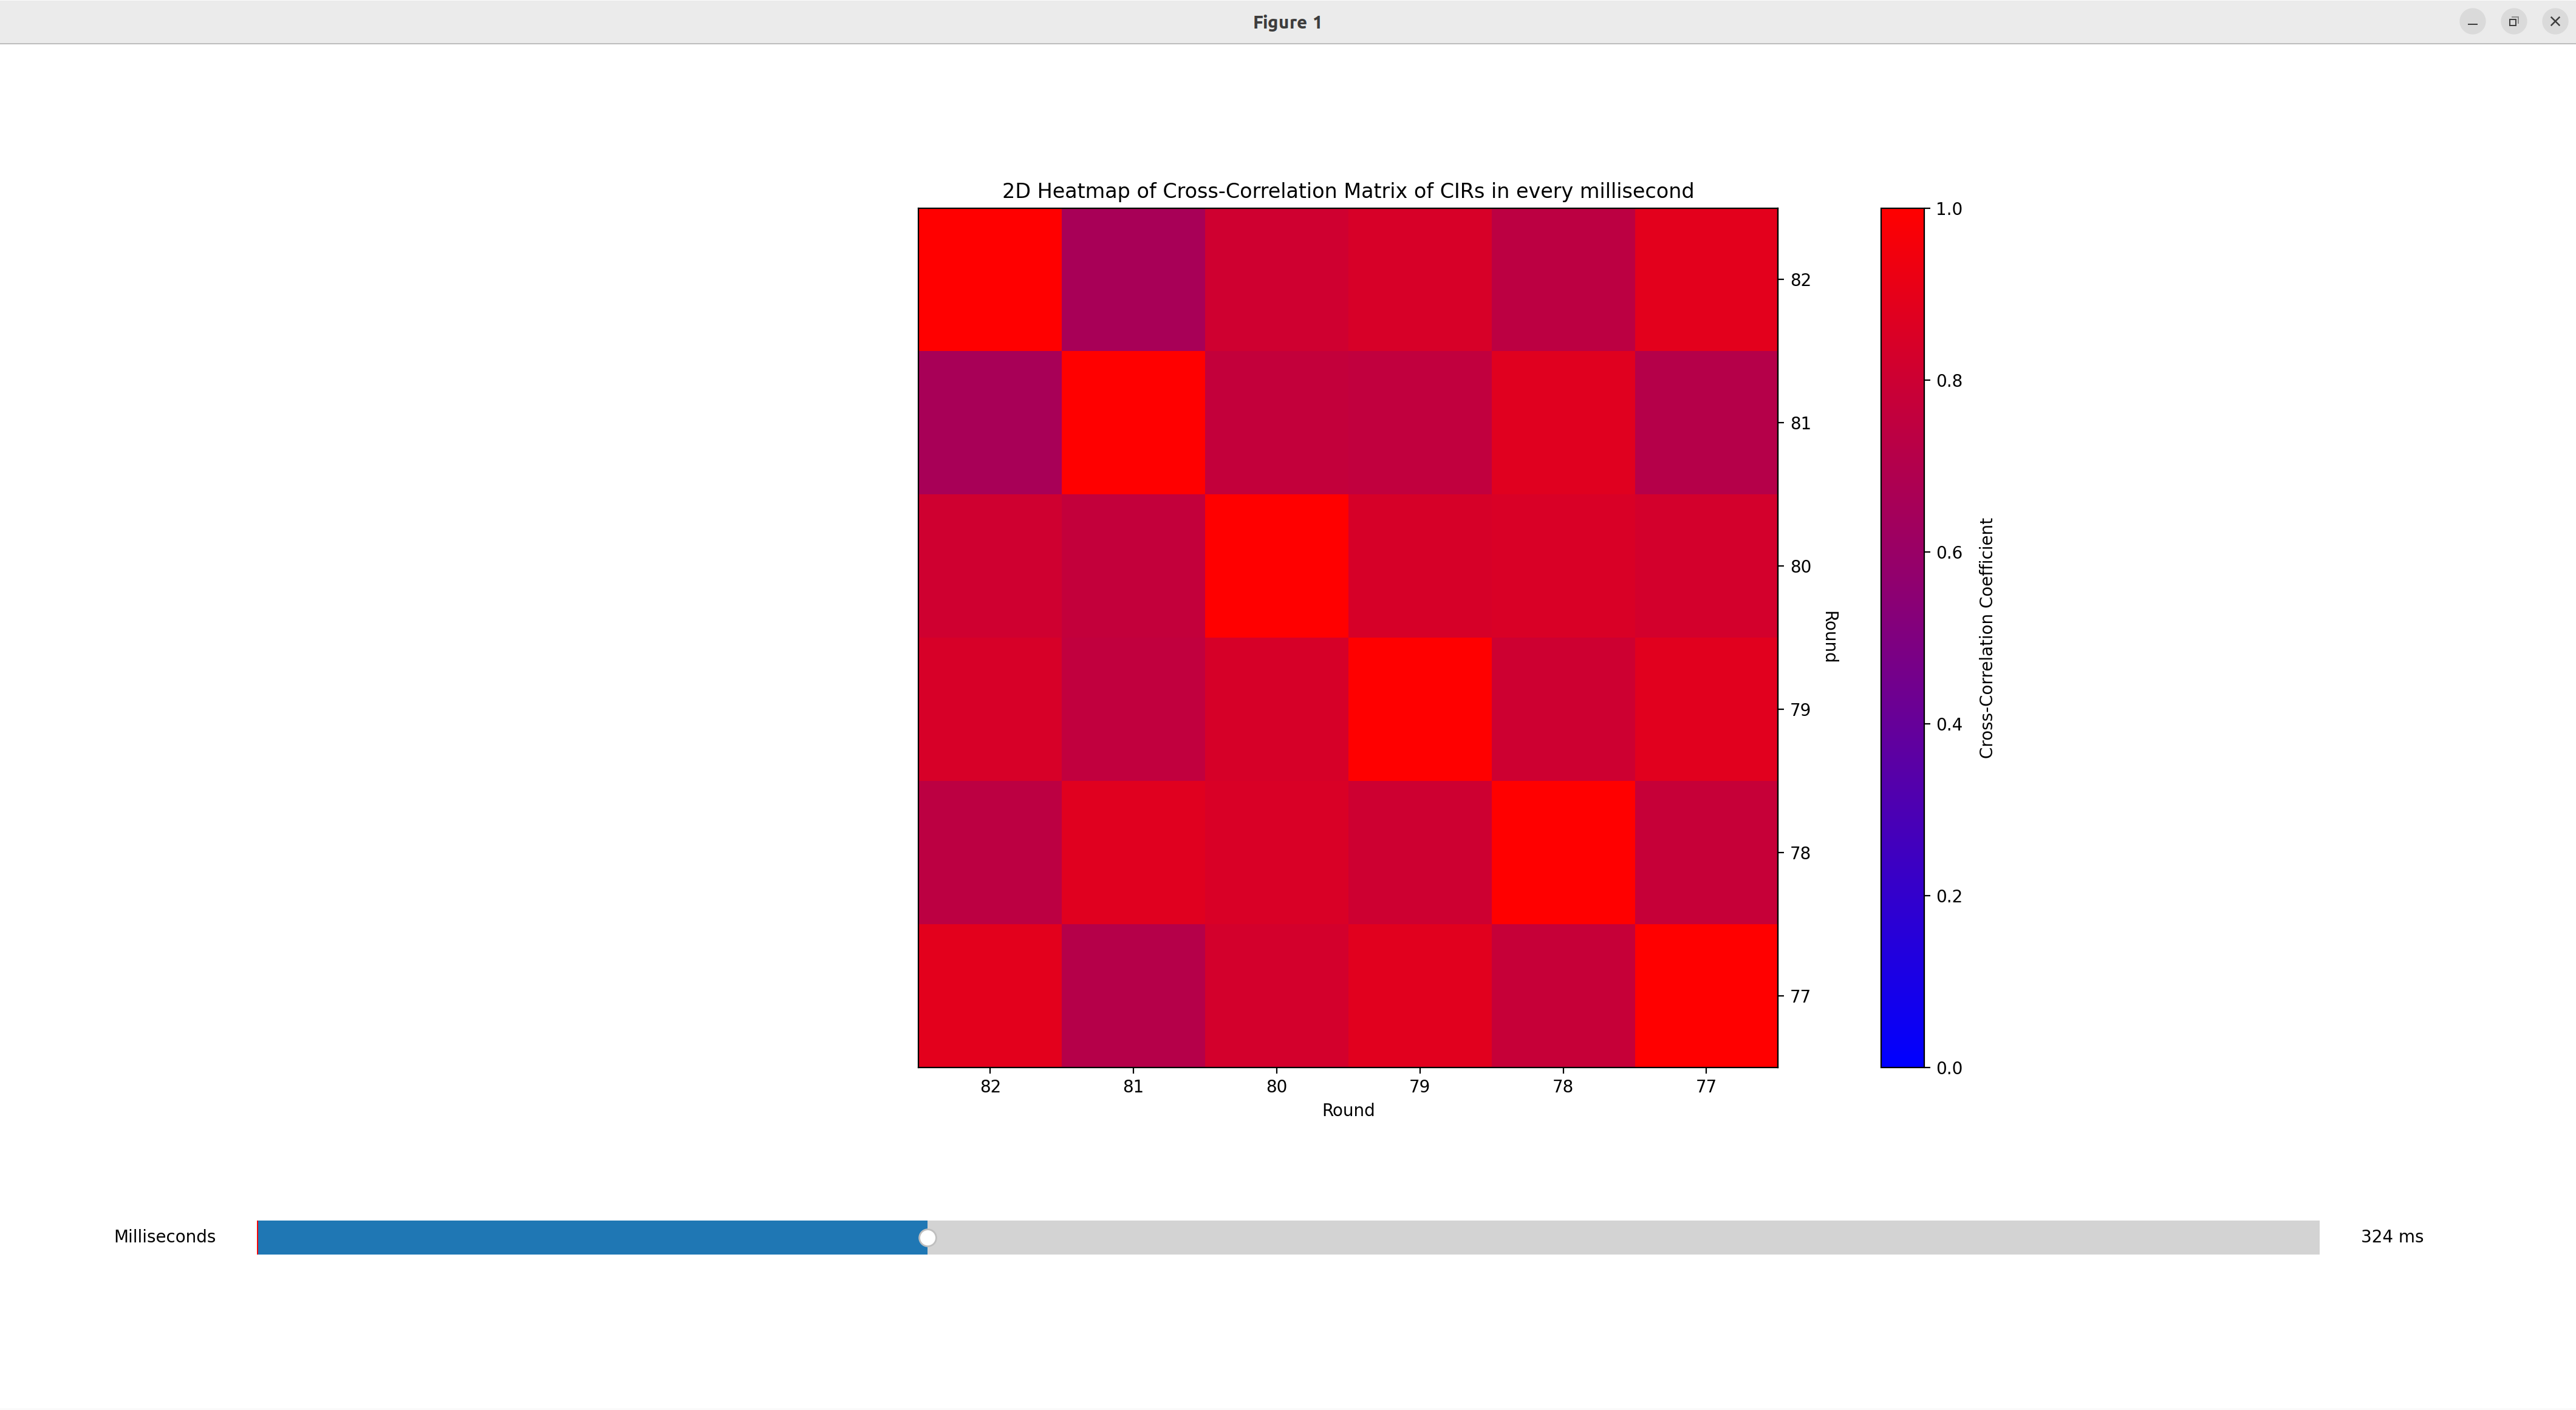 Figure 1
2D Heatmap of Cross-Correlation Matrix of CIRs in every millisecond
82
81
80
79
78
77
Round
82 81 80 79 78 77
Round
1.0
0.8
0.6
0.4
0.2
0.0
Cross-Correlation Coefficient
Milliseconds 324 ms